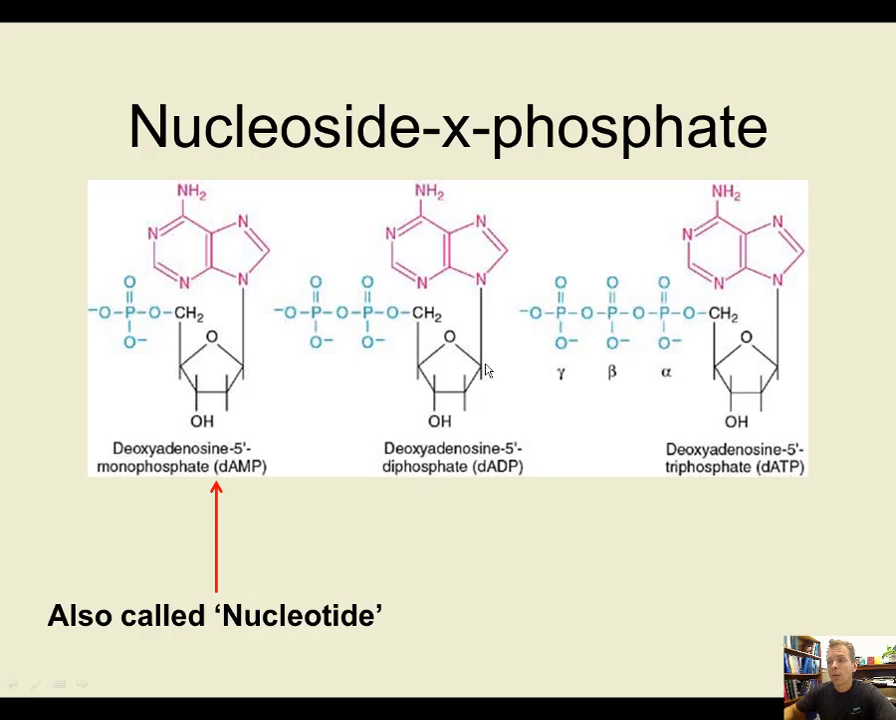 Nucleoside-x-phosphate
NH₂ NH₂ NH₂
N N N N N N
N N N N N N
O O O O O O
⁻O–P–O–CH₂ ⁻O–P–O–P–O–CH₂ ⁻O–P–O–P–O–P–O–CH₂
O⁻ O⁻ O⁻ O⁻ O⁻ O⁻
O O O
γ β α
OH OH OH
Deoxyadenosine-5'-
monophosphate (dAMP)
Deoxyadenosine-5'-
diphosphate (dADP)
Deoxyadenosine-5'-
triphosphate (dATP)
Also called ‘Nucleotide’